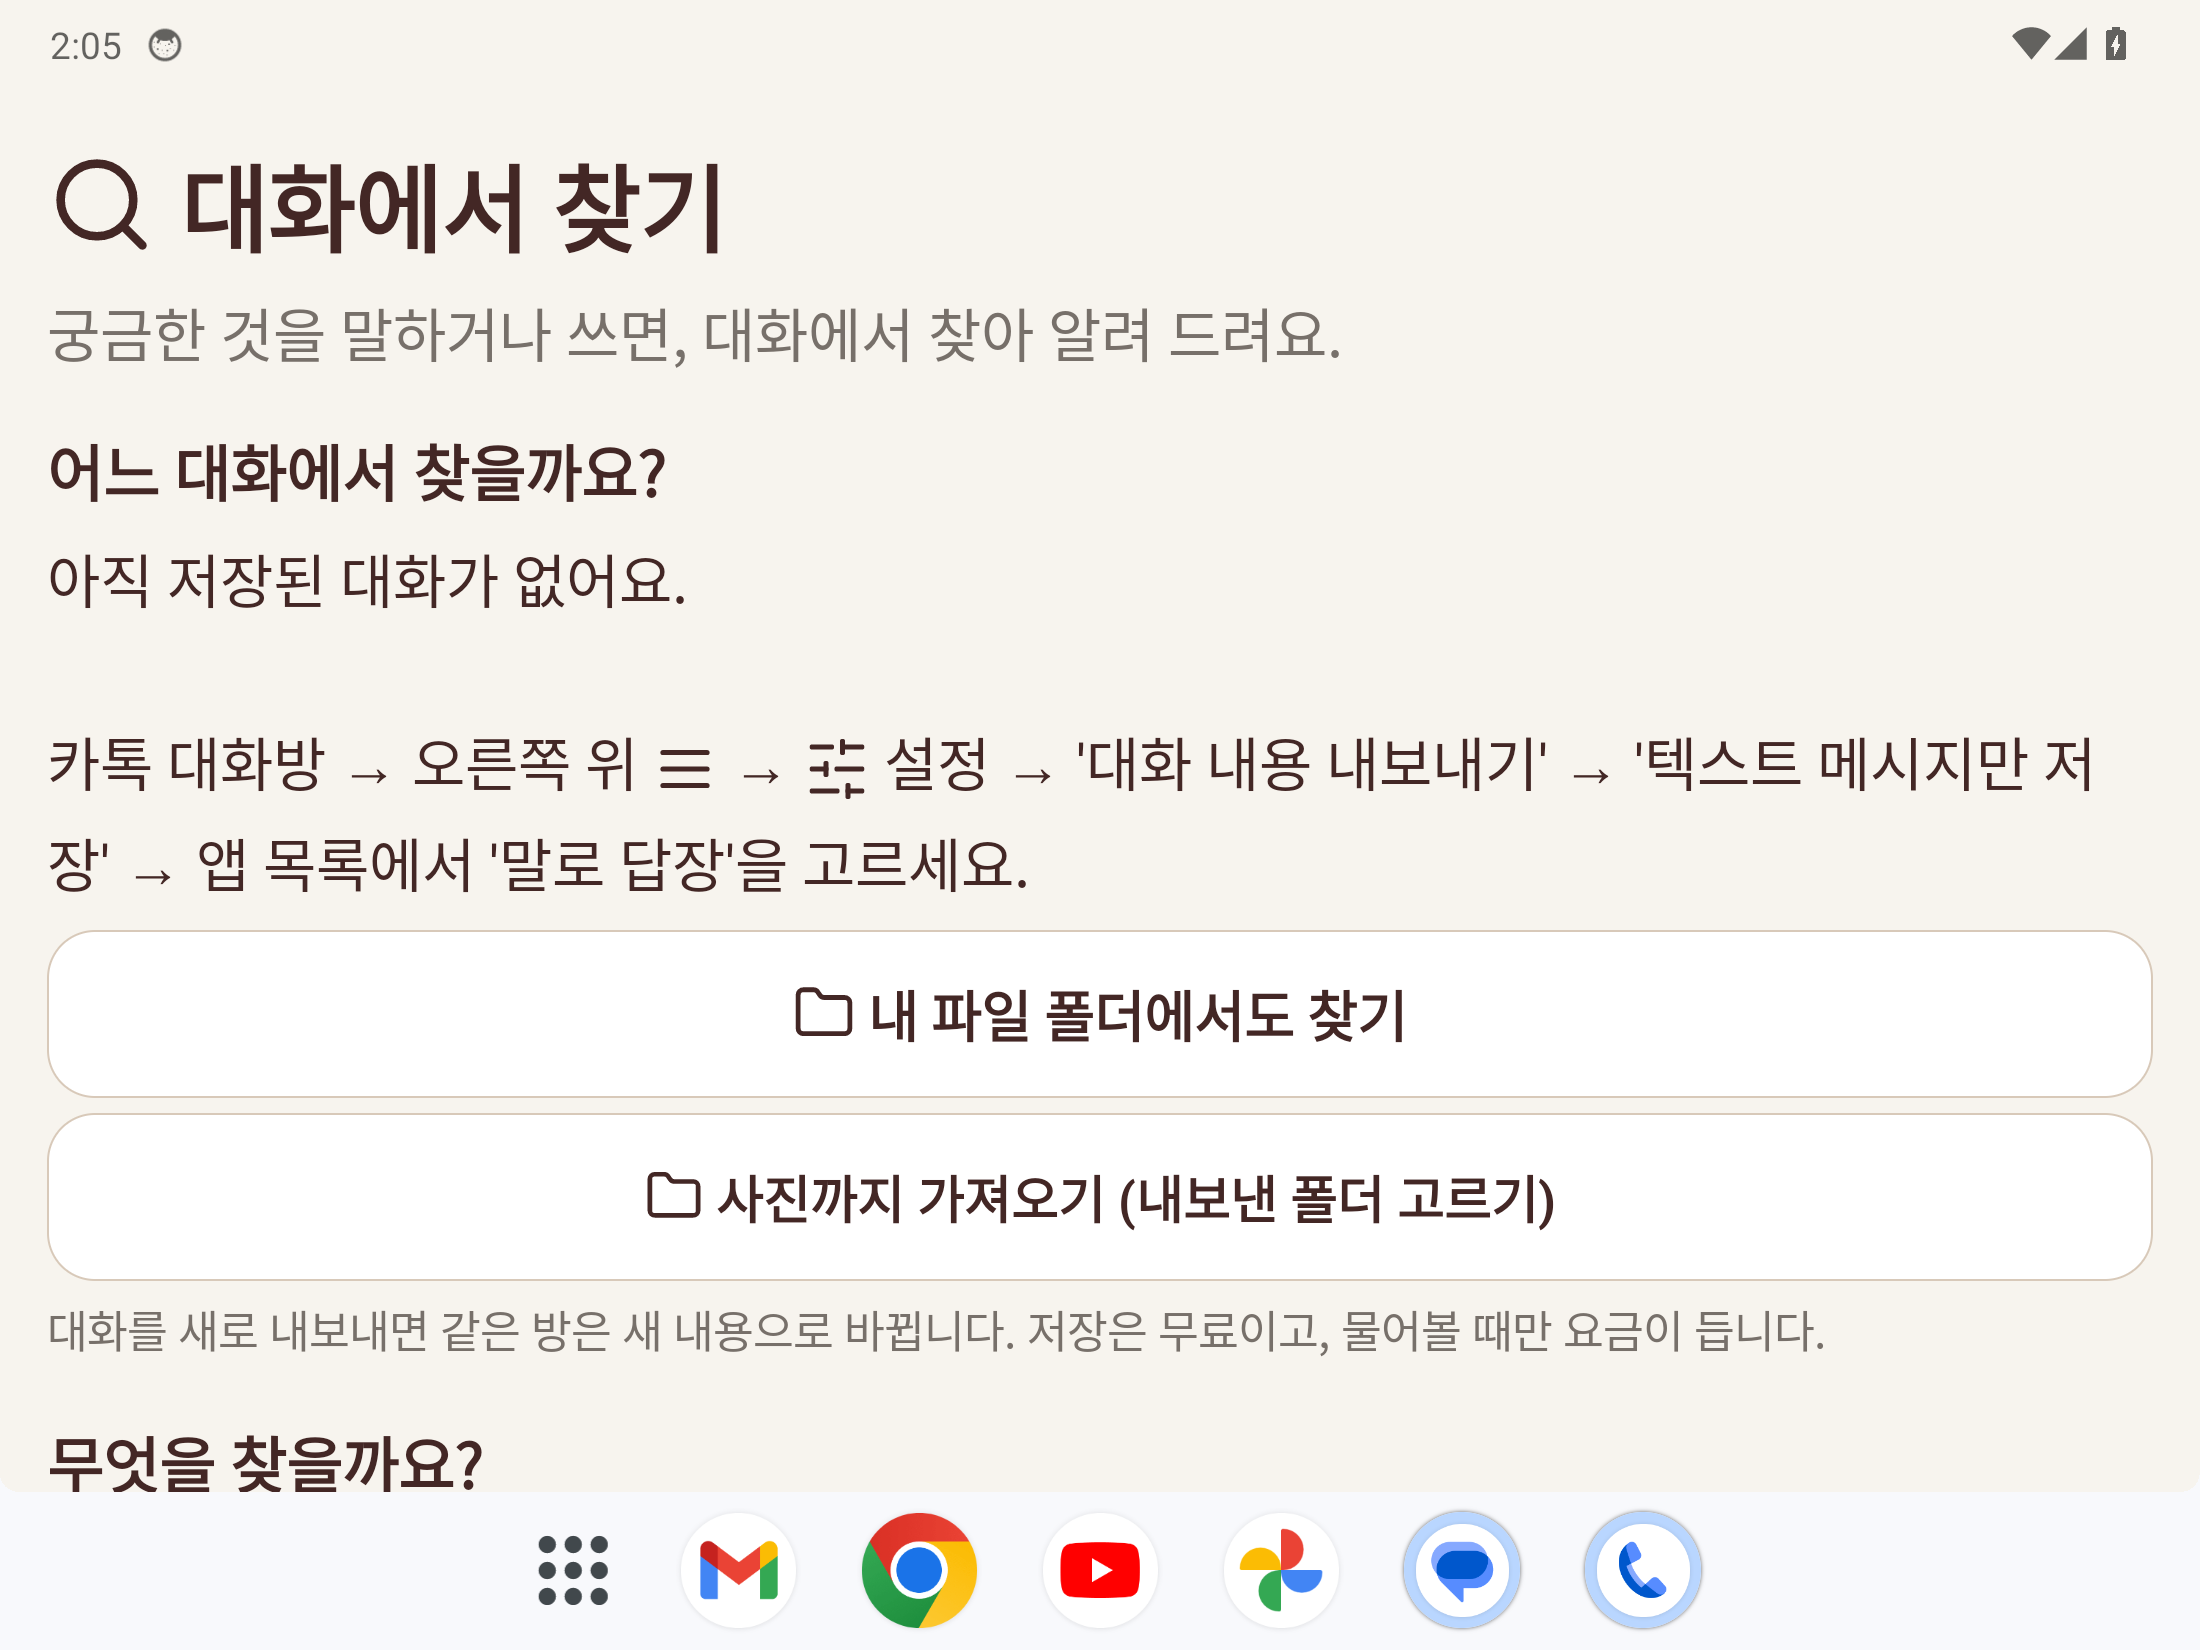 2:05
대화에서 찾기
궁금한 것을 말하거나 쓰면, 대화에서 찾아 알려 드려요.
어느 대화에서 찾을까요?
아직 저장된 대화가 없어요.
카톡 대화방 → 오른쪽 위 → 설정 → '대화 내용 내보내기' → '텍스트 메시지만 저
장' → 앱 목록에서 '말로 답장'을 고르세요.
내 파일 폴더에서도 찾기
사진까지 가져오기 (내보낸 폴더 고르기)
대화를 새로 내보내면 같은 방은 새 내용으로 바뀝니다. 저장은 무료이고, 물어볼 때만 요금이 듭니다.
무엇을 찾을까요?